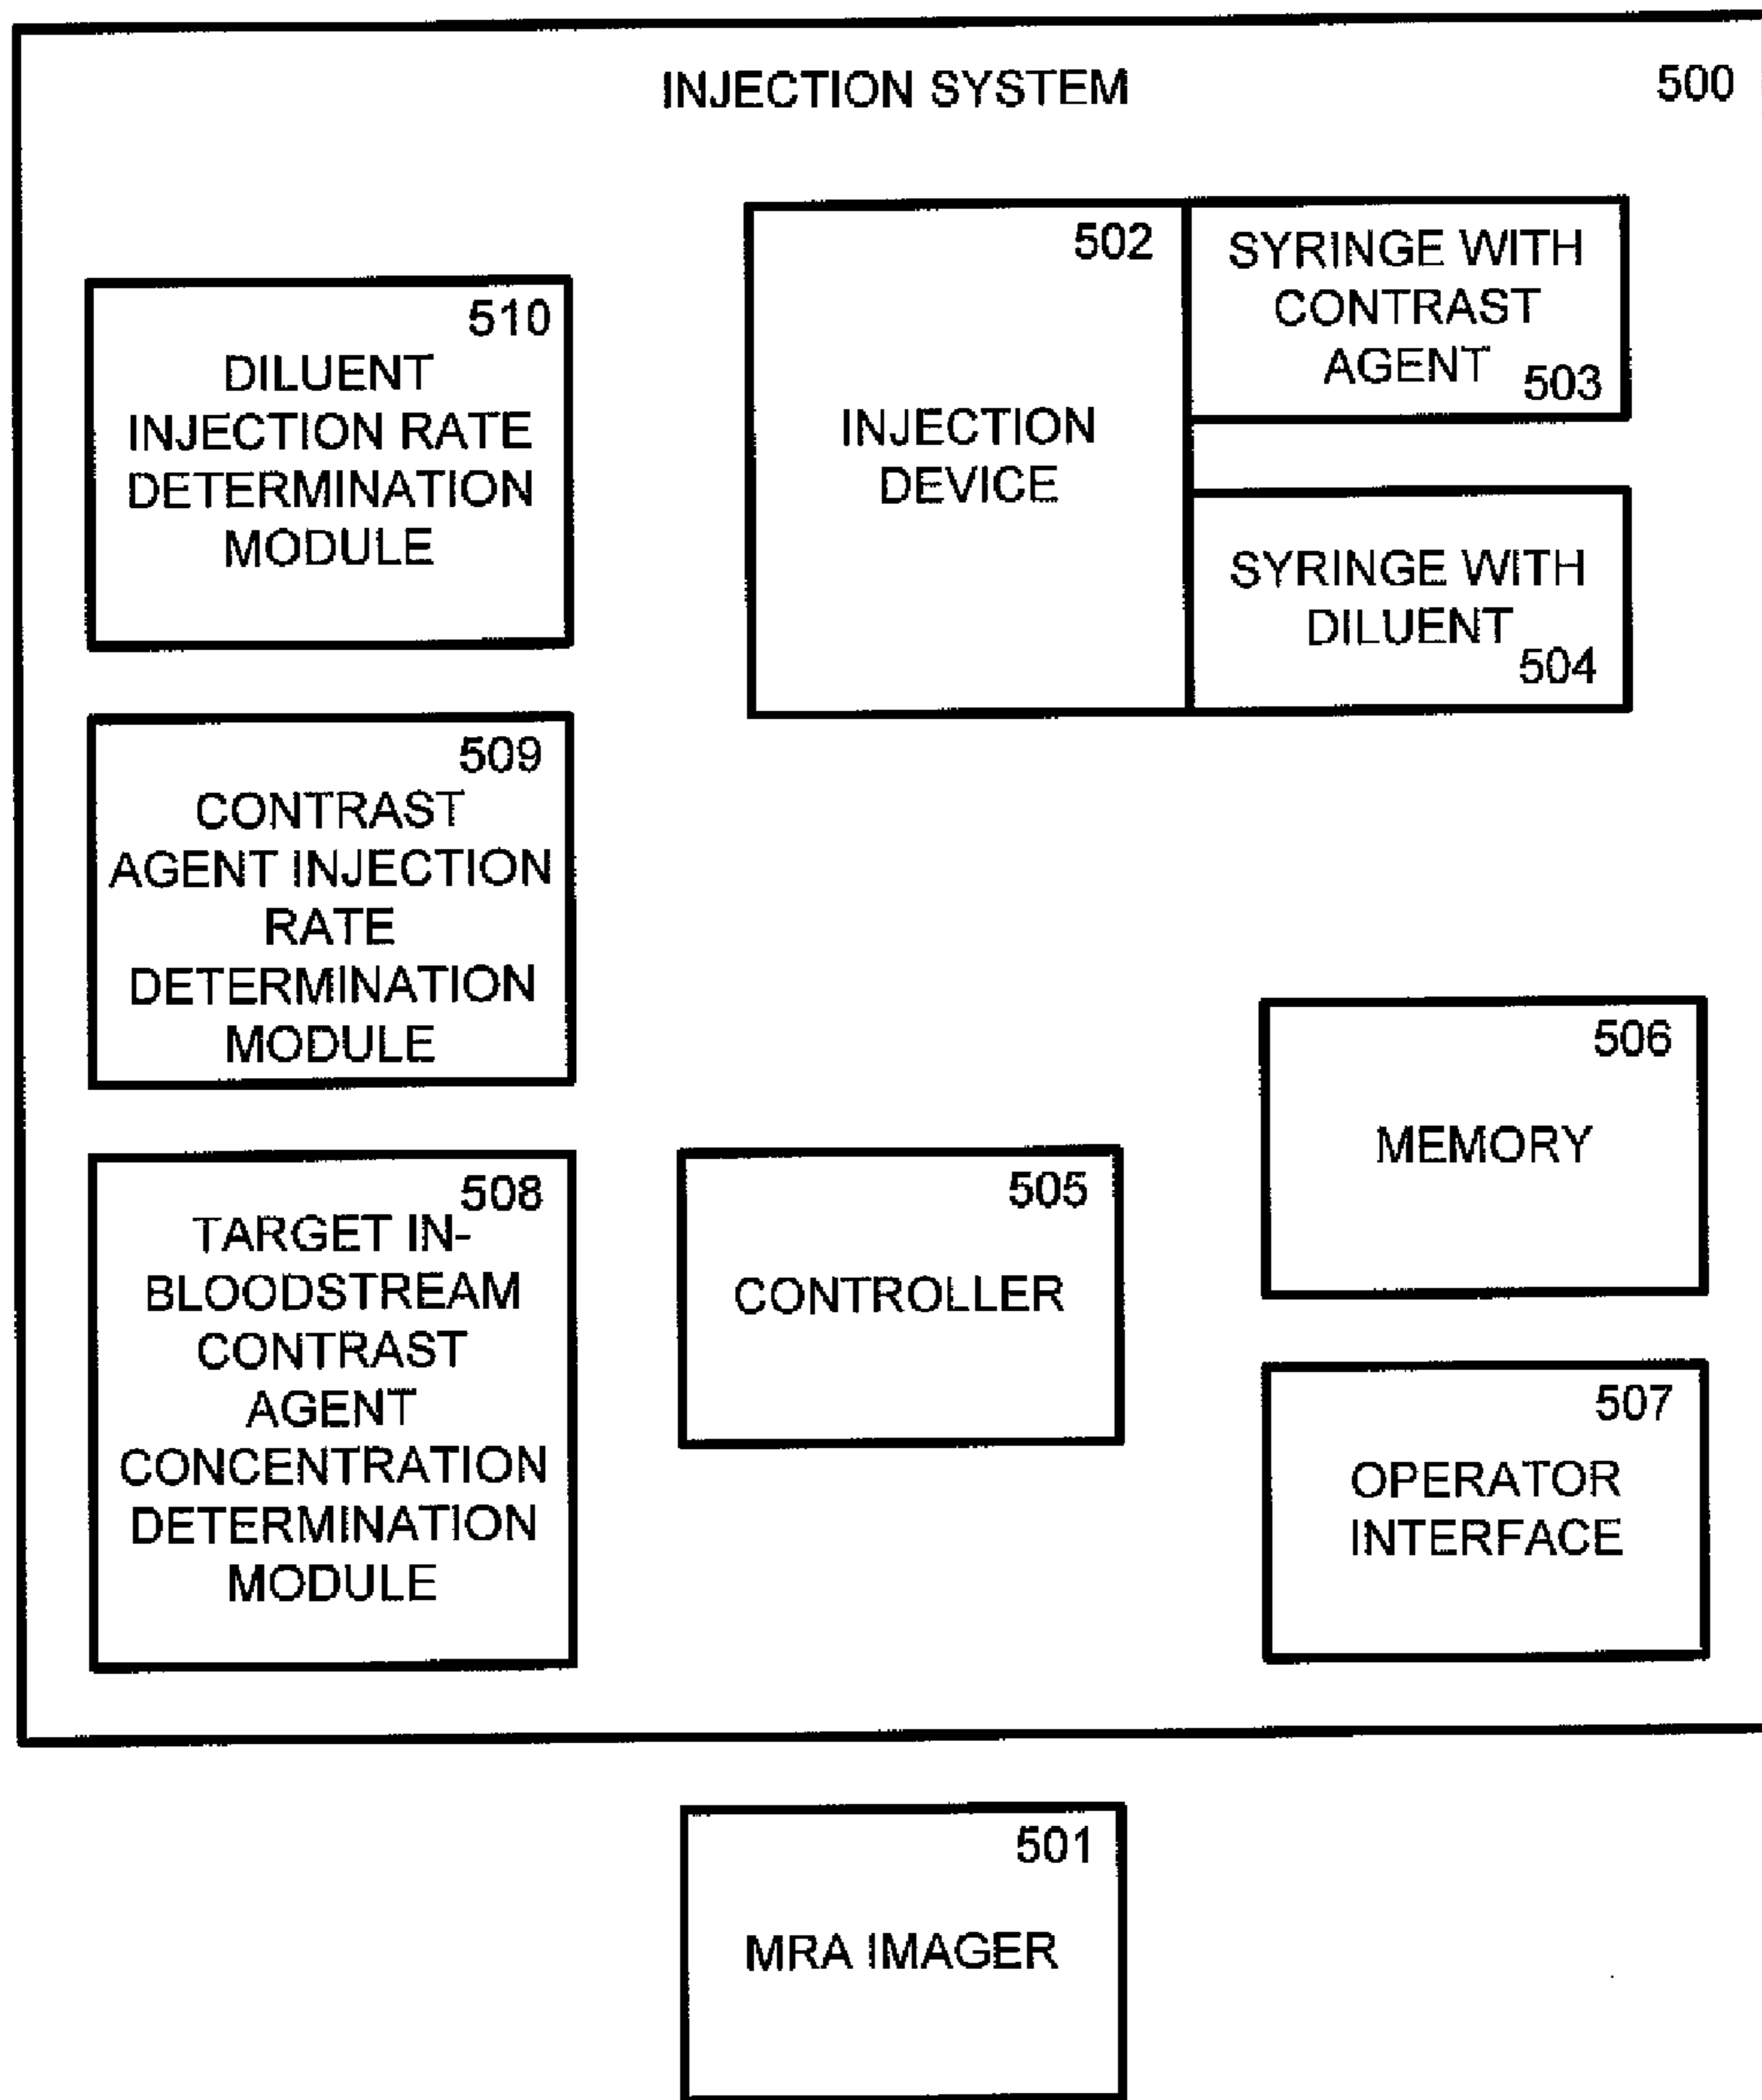 INJECTION SYSTEM
500
510
DILUENT
INJECTION RATE
DETERMINATION
MODULE
502
INJECTION
DEVICE
SYRINGE WITH
CONTRAST
AGENT
503
SYRINGE WITH
DILUENT
504
509
CONTRAST
AGENT INJECTION
RATE
DETERMINATION
MODULE
508
TARGET IN-
BLOODSTREAM
CONTRAST
AGENT
CONCENTRATION
DETERMINATION
MODULE
505
CONTROLLER
506
MEMORY
507
OPERATOR
INTERFACE
501
MRA IMAGER